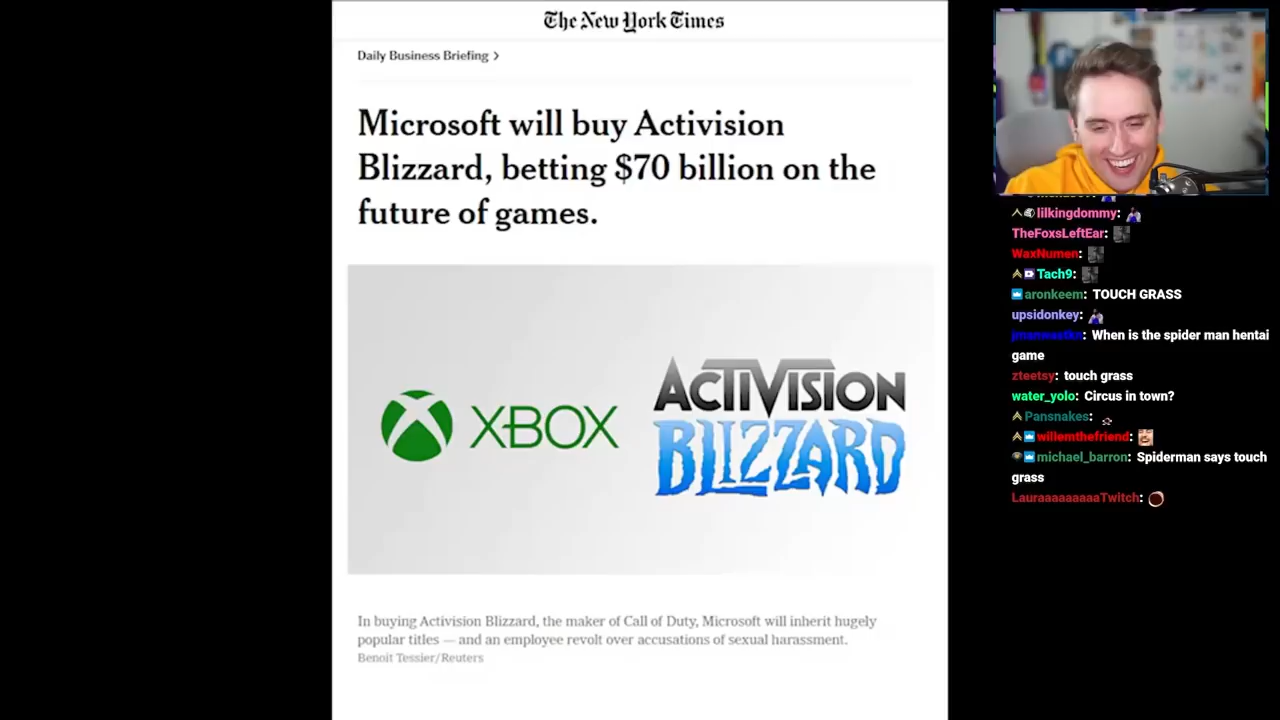 The New York Times
Daily Business Briefing >
Microsoft will buy Activision
Blizzard, betting $70 billion on the
future of games.
XBOX
ACTIVISION
BLIZZARD
In buying Activision Blizzard, the maker of Call of Duty, Microsoft will inherit hugely
popular titles — and an employee revolt over accusations of sexual harassment.
Benoit Tessier/Reuters
lilkingdommy:
TheFoxsLeftEar:
WaxNumen:
Tach9:
aronkeem: TOUCH GRASS
upsidonkey:
When is the spider man hentai
game
zteetsy: touch grass
water_yolo: Circus in town?
Pansnakes:
willemthefriend:
michael_barron: Spiderman says touch
grass
LauraaaaaaaaaTwitch: